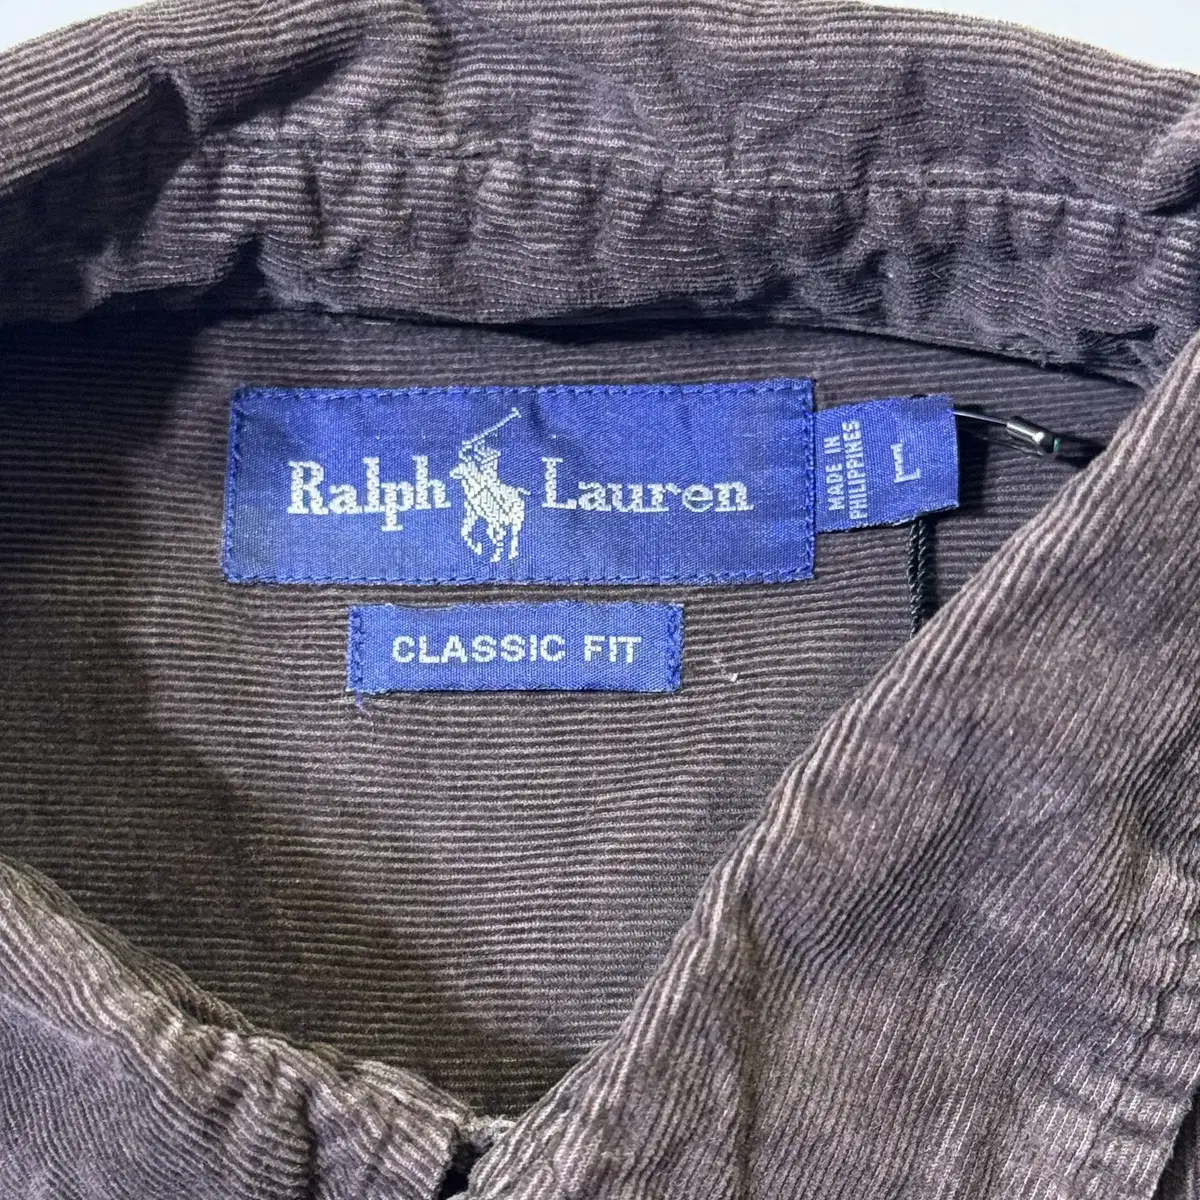 Ralph Lauren
MADE IN
PHILIPPINES
L
CLASSIC FIT